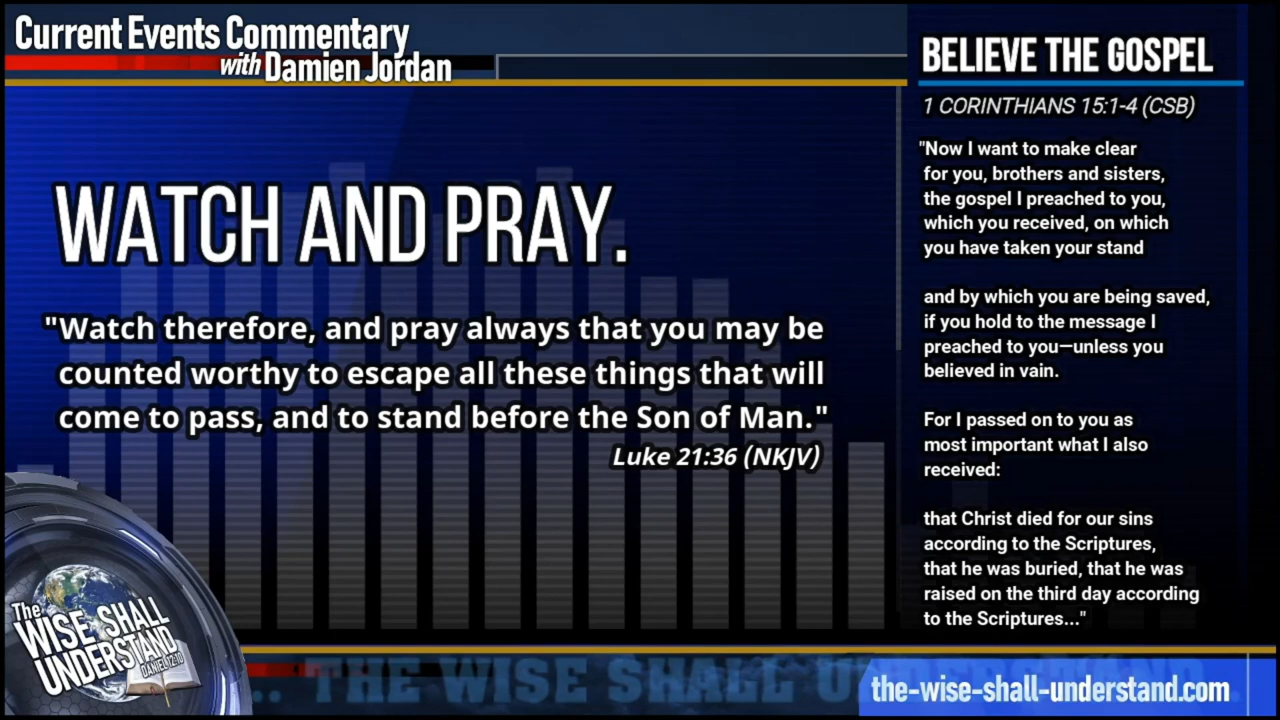 Current Events Commentary
with Damien Jordan
WATCH AND PRAY.
"Watch therefore, and pray always that you may be
counted worthy to escape all these things that will
come to pass, and to stand before the Son of Man."
Luke 21:36 (NKJV)
BELIEVE THE GOSPEL
1 CORINTHIANS 15:1-4 (CSB)
"Now I want to make clear
for you, brothers and sisters,
the gospel I preached to you,
which you received, on which
you have taken your stand
and by which you are being saved,
if you hold to the message I
preached to you—unless you
believed in vain.
For I passed on to you as
most important what I also
received:
that Christ died for our sins
according to the Scriptures,
that he was buried, that he was
raised on the third day according
to the Scriptures..."
The
WISE SHALL
UNDERSTAND
DANIEL 12:10
... THE WISE SHALL UNDERSTAND.
the-wise-shall-understand.com